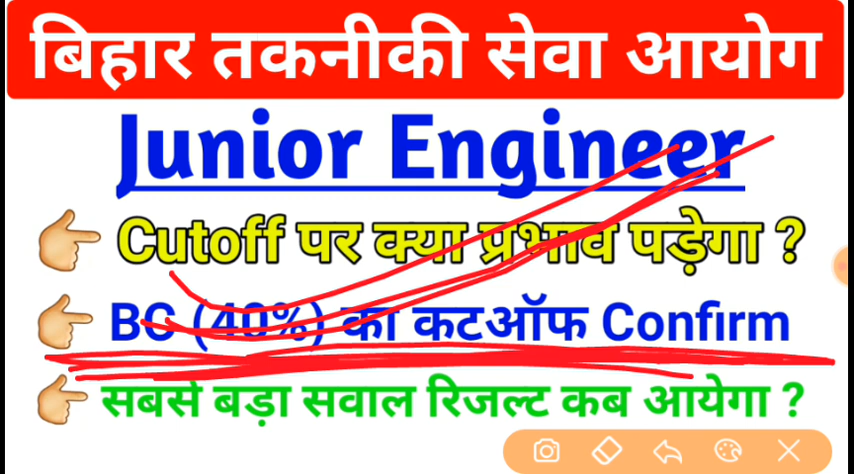 बिहार तकनीकी सेवा आयोग
Junior Engineer
Cutoff पर क्या प्रभाव पड़ेगा ?
BC (40%) का कटऑफ Confirm
सबसे बड़ा सवाल रिजल्ट कब आयेगा ?